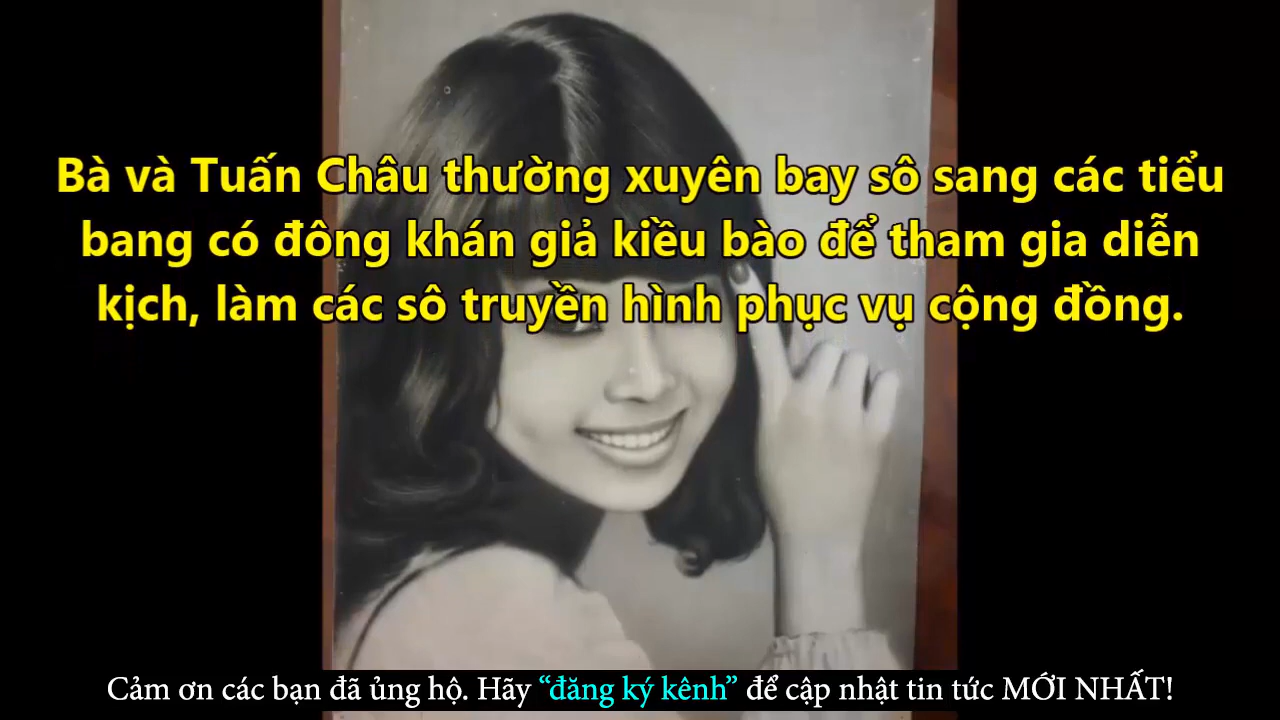 Bà và Tuấn Châu thường xuyên bay sô sang các tiểu
bang có đông khán giả kiều bào để tham gia diễn
kịch, làm các sô truyền hình phục vụ cộng đồng.
Cảm ơn các bạn đã ủng hộ. Hãy “đăng ký kênh” để cập nhật tin tức MỚI NHẤT!